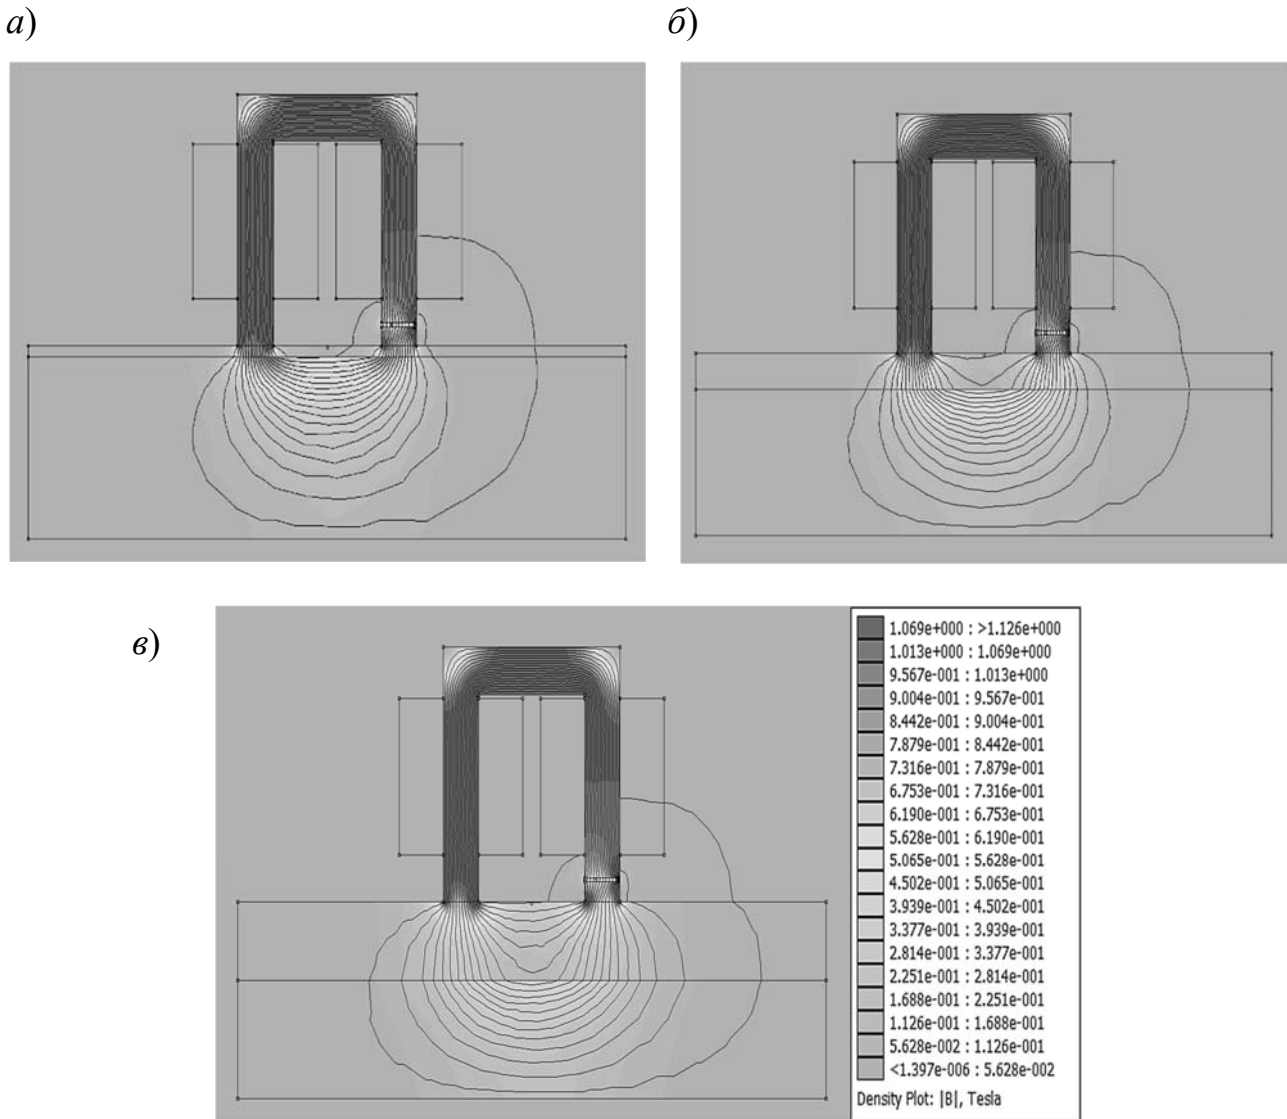 а)
б)
в)
1.069e+000 : >1.126e+000
1.013e+000 : 1.069e+000
9.567e-001 : 1.013e+000
9.004e-001 : 9.567e-001
8.442e-001 : 9.004e-001
7.879e-001 : 8.442e-001
7.316e-001 : 7.879e-001
6.753e-001 : 7.316e-001
6.190e-001 : 6.753e-001
5.628e-001 : 6.190e-001
5.065e-001 : 5.628e-001
4.502e-001 : 5.065e-001
3.939e-001 : 4.502e-001
3.377e-001 : 3.939e-001
2.814e-001 : 3.377e-001
2.251e-001 : 2.814e-001
1.688e-001 : 2.251e-001
1.126e-001 : 1.688e-001
5.628e-002 : 1.126e-001
<1.397e-006 : 5.628e-002
Density Plot: |B|, Tesla